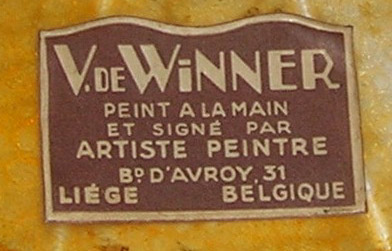 V. DE WiNNER
PEINT A LA MAIN
ET SIGNÉ PAR
ARTISTE PEINTRE
BD. D'AVROY, 31
LIÉGE BELGIQUE